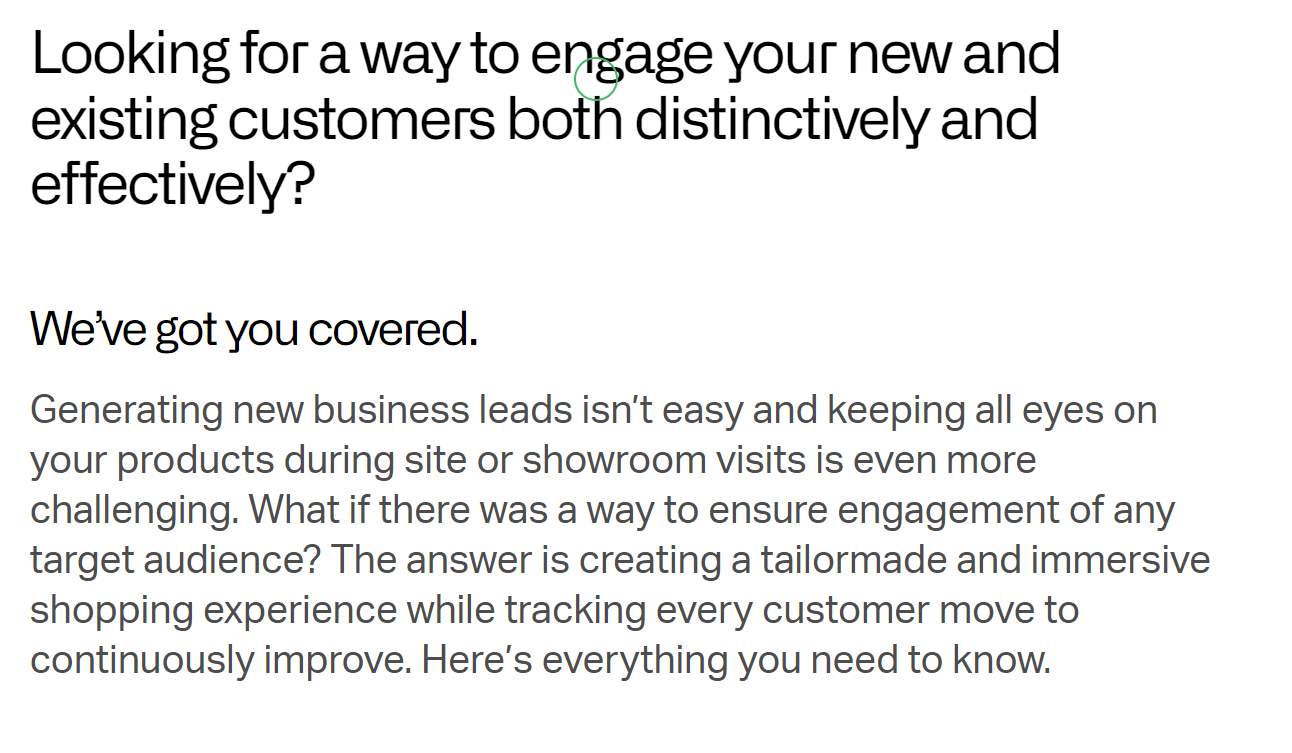 Looking for a way to engage your new and
existing customers both distinctively and
effectively?
We’ve got you covered.
Generating new business leads isn’t easy and keeping all eyes on
your products during site or showroom visits is even more
challenging. What if there was a way to ensure engagement of any
target audience? The answer is creating a tailormade and immersive
shopping experience while tracking every customer move to
continuously improve. Here’s everything you need to know.